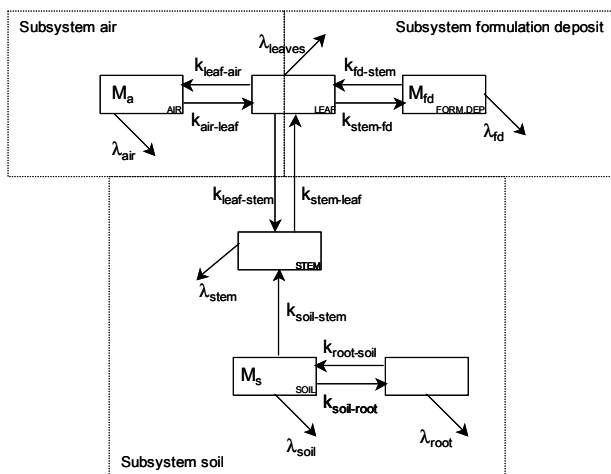 Subsystem air
Subsystem formulation deposit
λleaves
kleaf-air
kfd-stem
Ma
AIR
LEAF
Mfd
FORM.DEP
kair-leaf
kstem-fd
λair
λfd
kleaf-stem
kstem-leaf
STEM
λstem
ksoil-stem
kroot-soil
Ms
SOIL
ksoil-root
λsoil
λroot
Subsystem soil